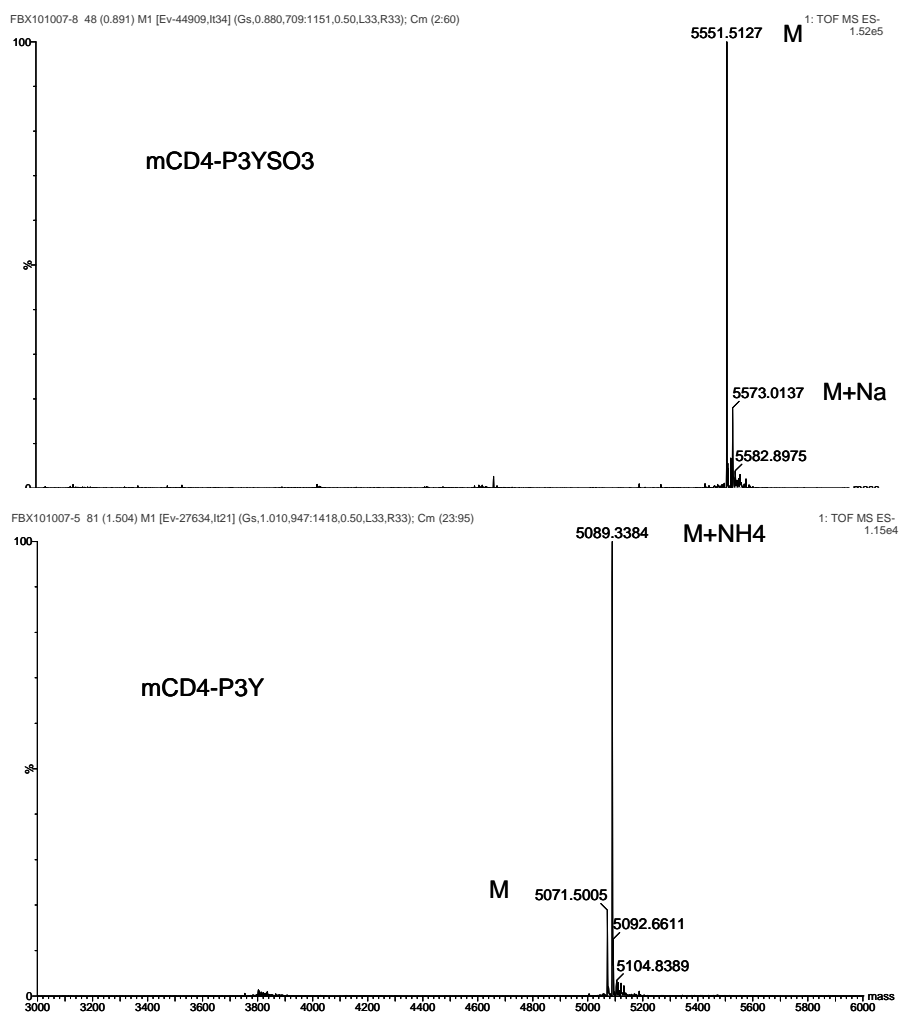 FBX101007-8 48 (0.891) M1 [Ev-44909,It34] (Gs,0.880,709:1151,0.50,L33,R33); Cm (2:60)
1: TOF MS ES-
1.52e5
5551.5127 M
100
mCD4-P3YSO3
%
5573.0137 M+Na
5582.8975
0
mass
FBX101007-5 81 (1.504) M1 [Ev-27634,It21] (Gs,1.010,947:1418,0.50,L33,R33); Cm (23:95)
1: TOF MS ES-
1.15e4
5089.3384 M+NH4
100
mCD4-P3Y
%
M 5071.5005
5092.6611
5104.8389
0
mass
3000 3200 3400 3600 3800 4000 4200 4400 4600 4800 5000 5200 5400 5600 5800 6000